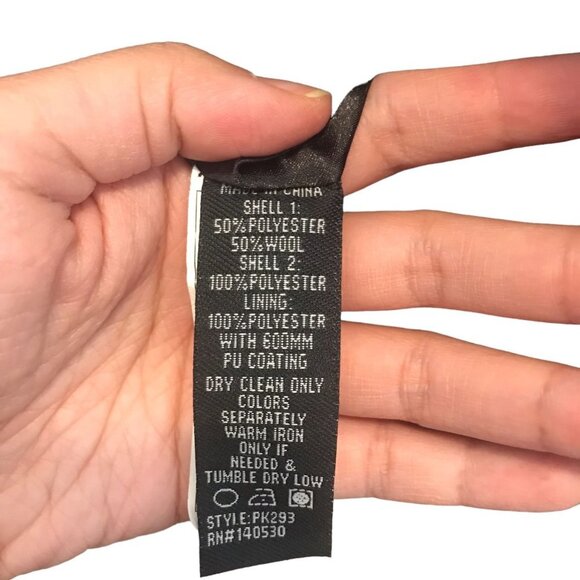 MADE IN CHINA
SHELL 1:
50%POLYESTER
50%WOOL
SHELL 2:
100%POLYESTER
LINING:
100%POLYESTER
WITH 600MM
PU COATING
DRY CLEAN ONLY
COLORS
SEPARATELY
WARM IRON
ONLY IF
NEEDED &
TUMBLE DRY LOW
STYLE:PK293
RN#140530